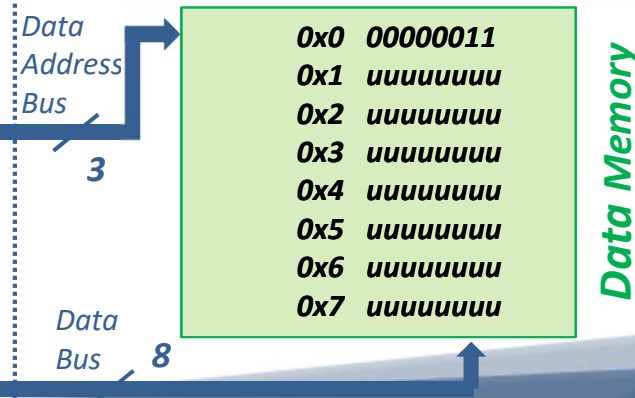 Data
Address
Bus
3
0x0 00000011
0x1 uuuuuuuu
0x2 uuuuuuuu
0x3 uuuuuuuu
0x4 uuuuuuuu
0x5 uuuuuuuu
0x6 uuuuuuuu
0x7 uuuuuuuu
Data Memory
Data
Bus 8